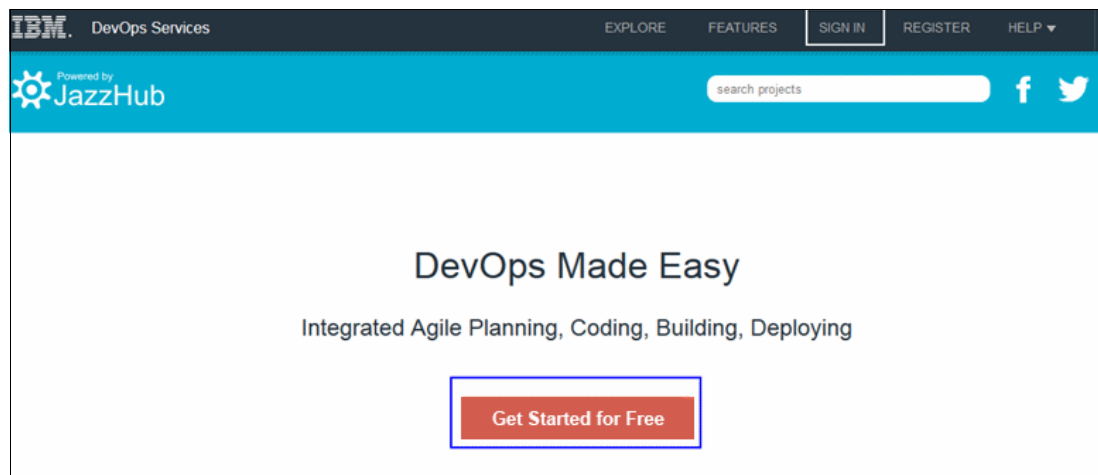 IBM. DevOps Services EXPLORE FEATURES SIGN IN REGISTER HELP
Powered by
JazzHub
search projects
DevOps Made Easy
Integrated Agile Planning, Coding, Building, Deploying
Get Started for Free